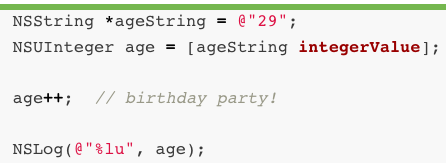 NSString *ageString = @"29";
NSUInteger age = [ageString integerValue];
age++;  // birthday party!
NSLog(@"%lu", age);